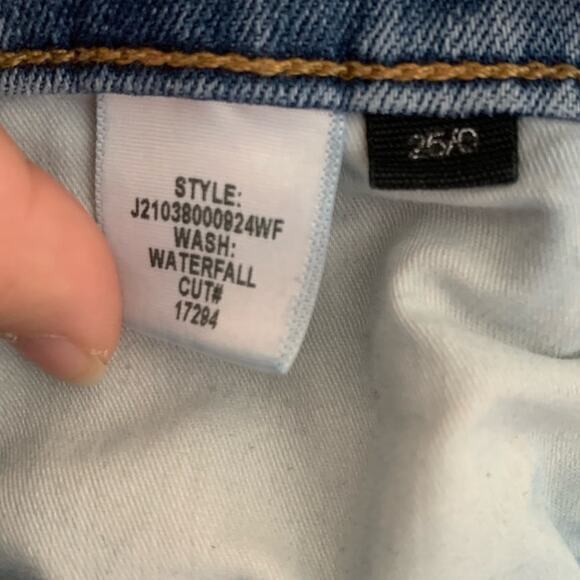 STYLE:
J21038000924WF
WASH:
WATERFALL
CUT#
17294
25/0